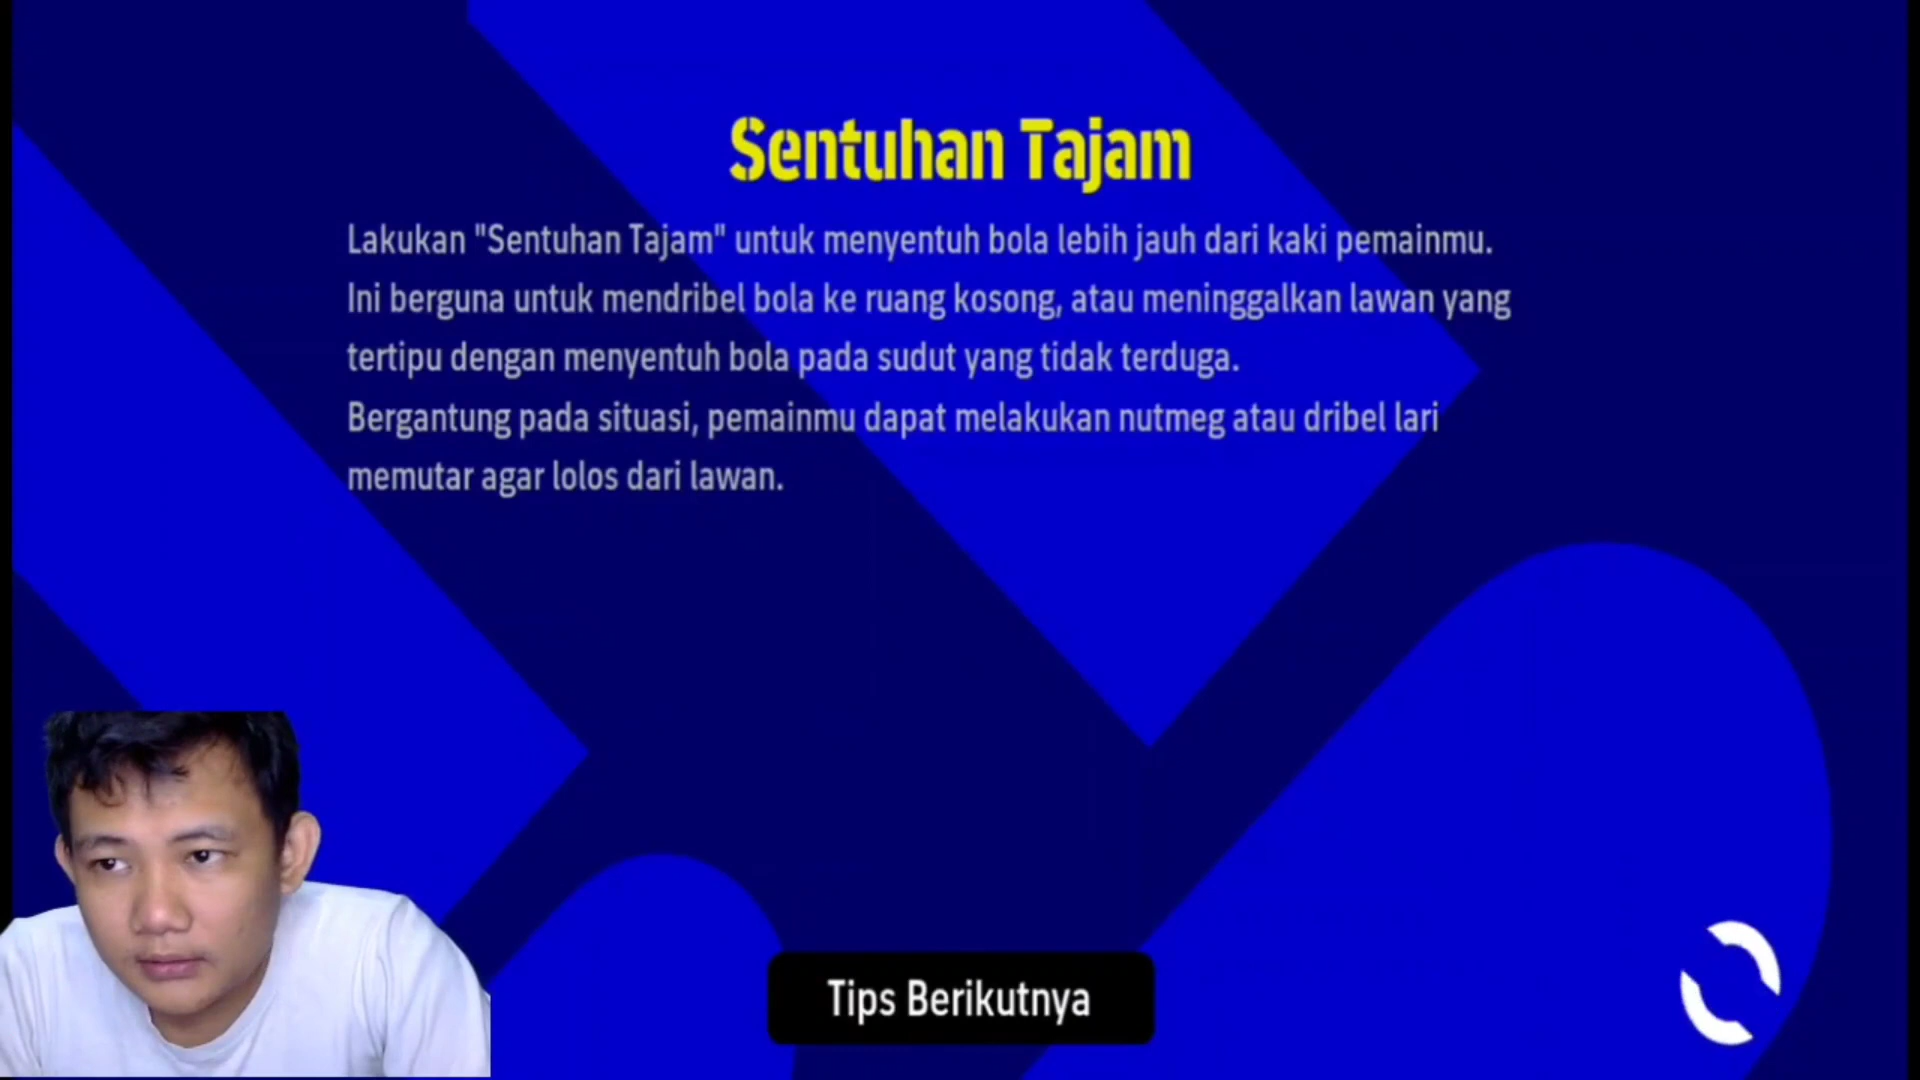 Sentuhan Tajam
Lakukan "Sentuhan Tajam" untuk menyentuh bola lebih jauh dari kaki pemainmu.
Ini berguna untuk mendribel bola ke ruang kosong, atau meninggalkan lawan yang
tertipu dengan menyentuh bola pada sudut yang tidak terduga.
Bergantung pada situasi, pemainmu dapat melakukan nutmeg atau dribel lari
memutar agar lolos dari lawan.
Tips Berikutnya